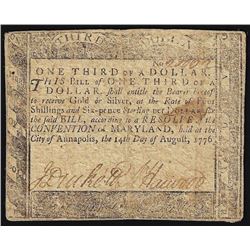 THIRD
No
ONE THIRD of a DOLLAR.
THIS BILL of ONE THIRD of a
DOLLAR, shall entitle the Bearer hereof
to receive Gold or Silver, at the Rate of Four
Shillings and Six-pence Sterling per Dollar for
the said BILL, according to a RESOLVE of
CONVENTION of MARYLAND, held at the
City of Annapolis, the 14th Day of August, 1776